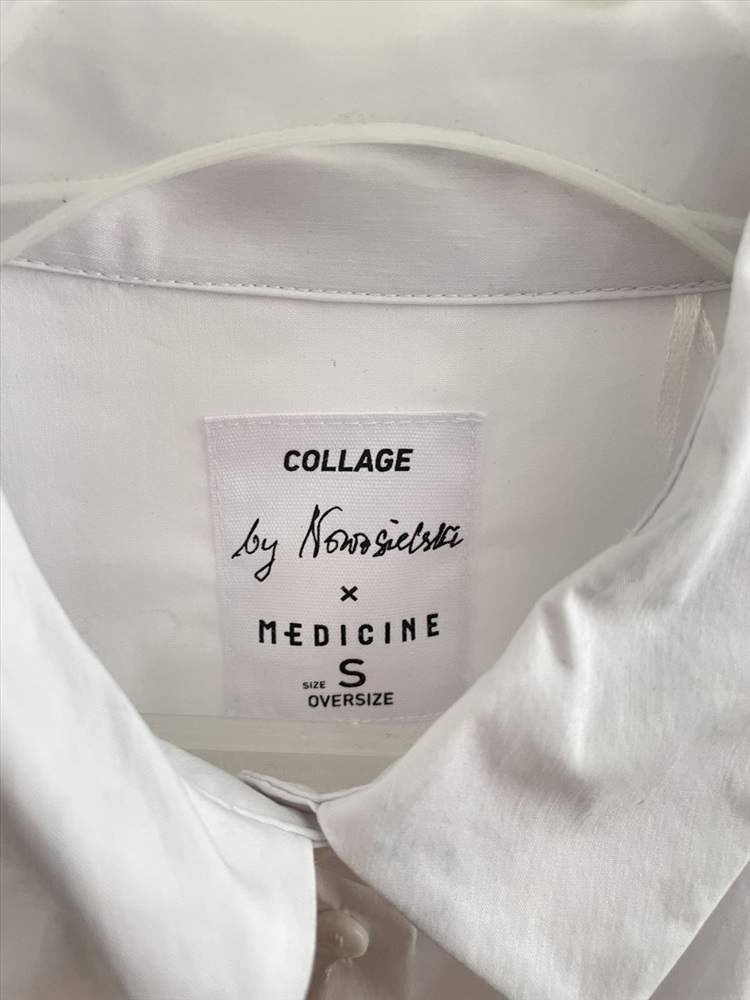 COLLAGE
by Nowosielski
×
MEDICINE
SIZE S
OVERSIZE